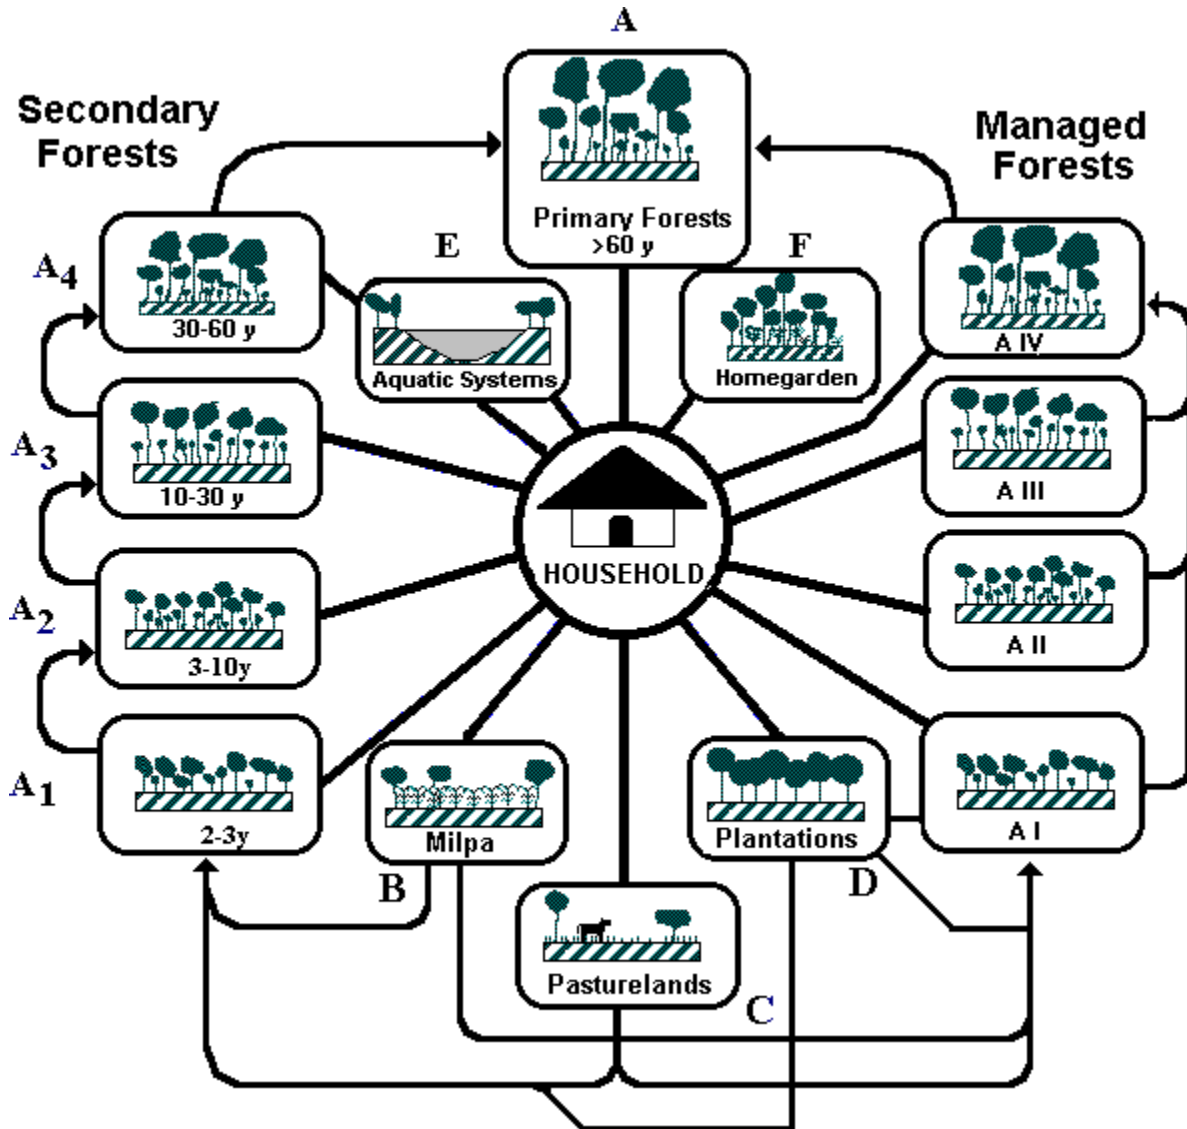 A
Secondary
Forests
Managed
Forests
Primary Forests
>60 y
E
F
A4
30-60 y
Aquatic Systems
Homegarden
A IV
A3
10-30 y
A III
HOUSEHOLD
A2
3-10y
A II
A1
2-3y
Milpa
Plantations
A I
B
D
Pasturelands
C